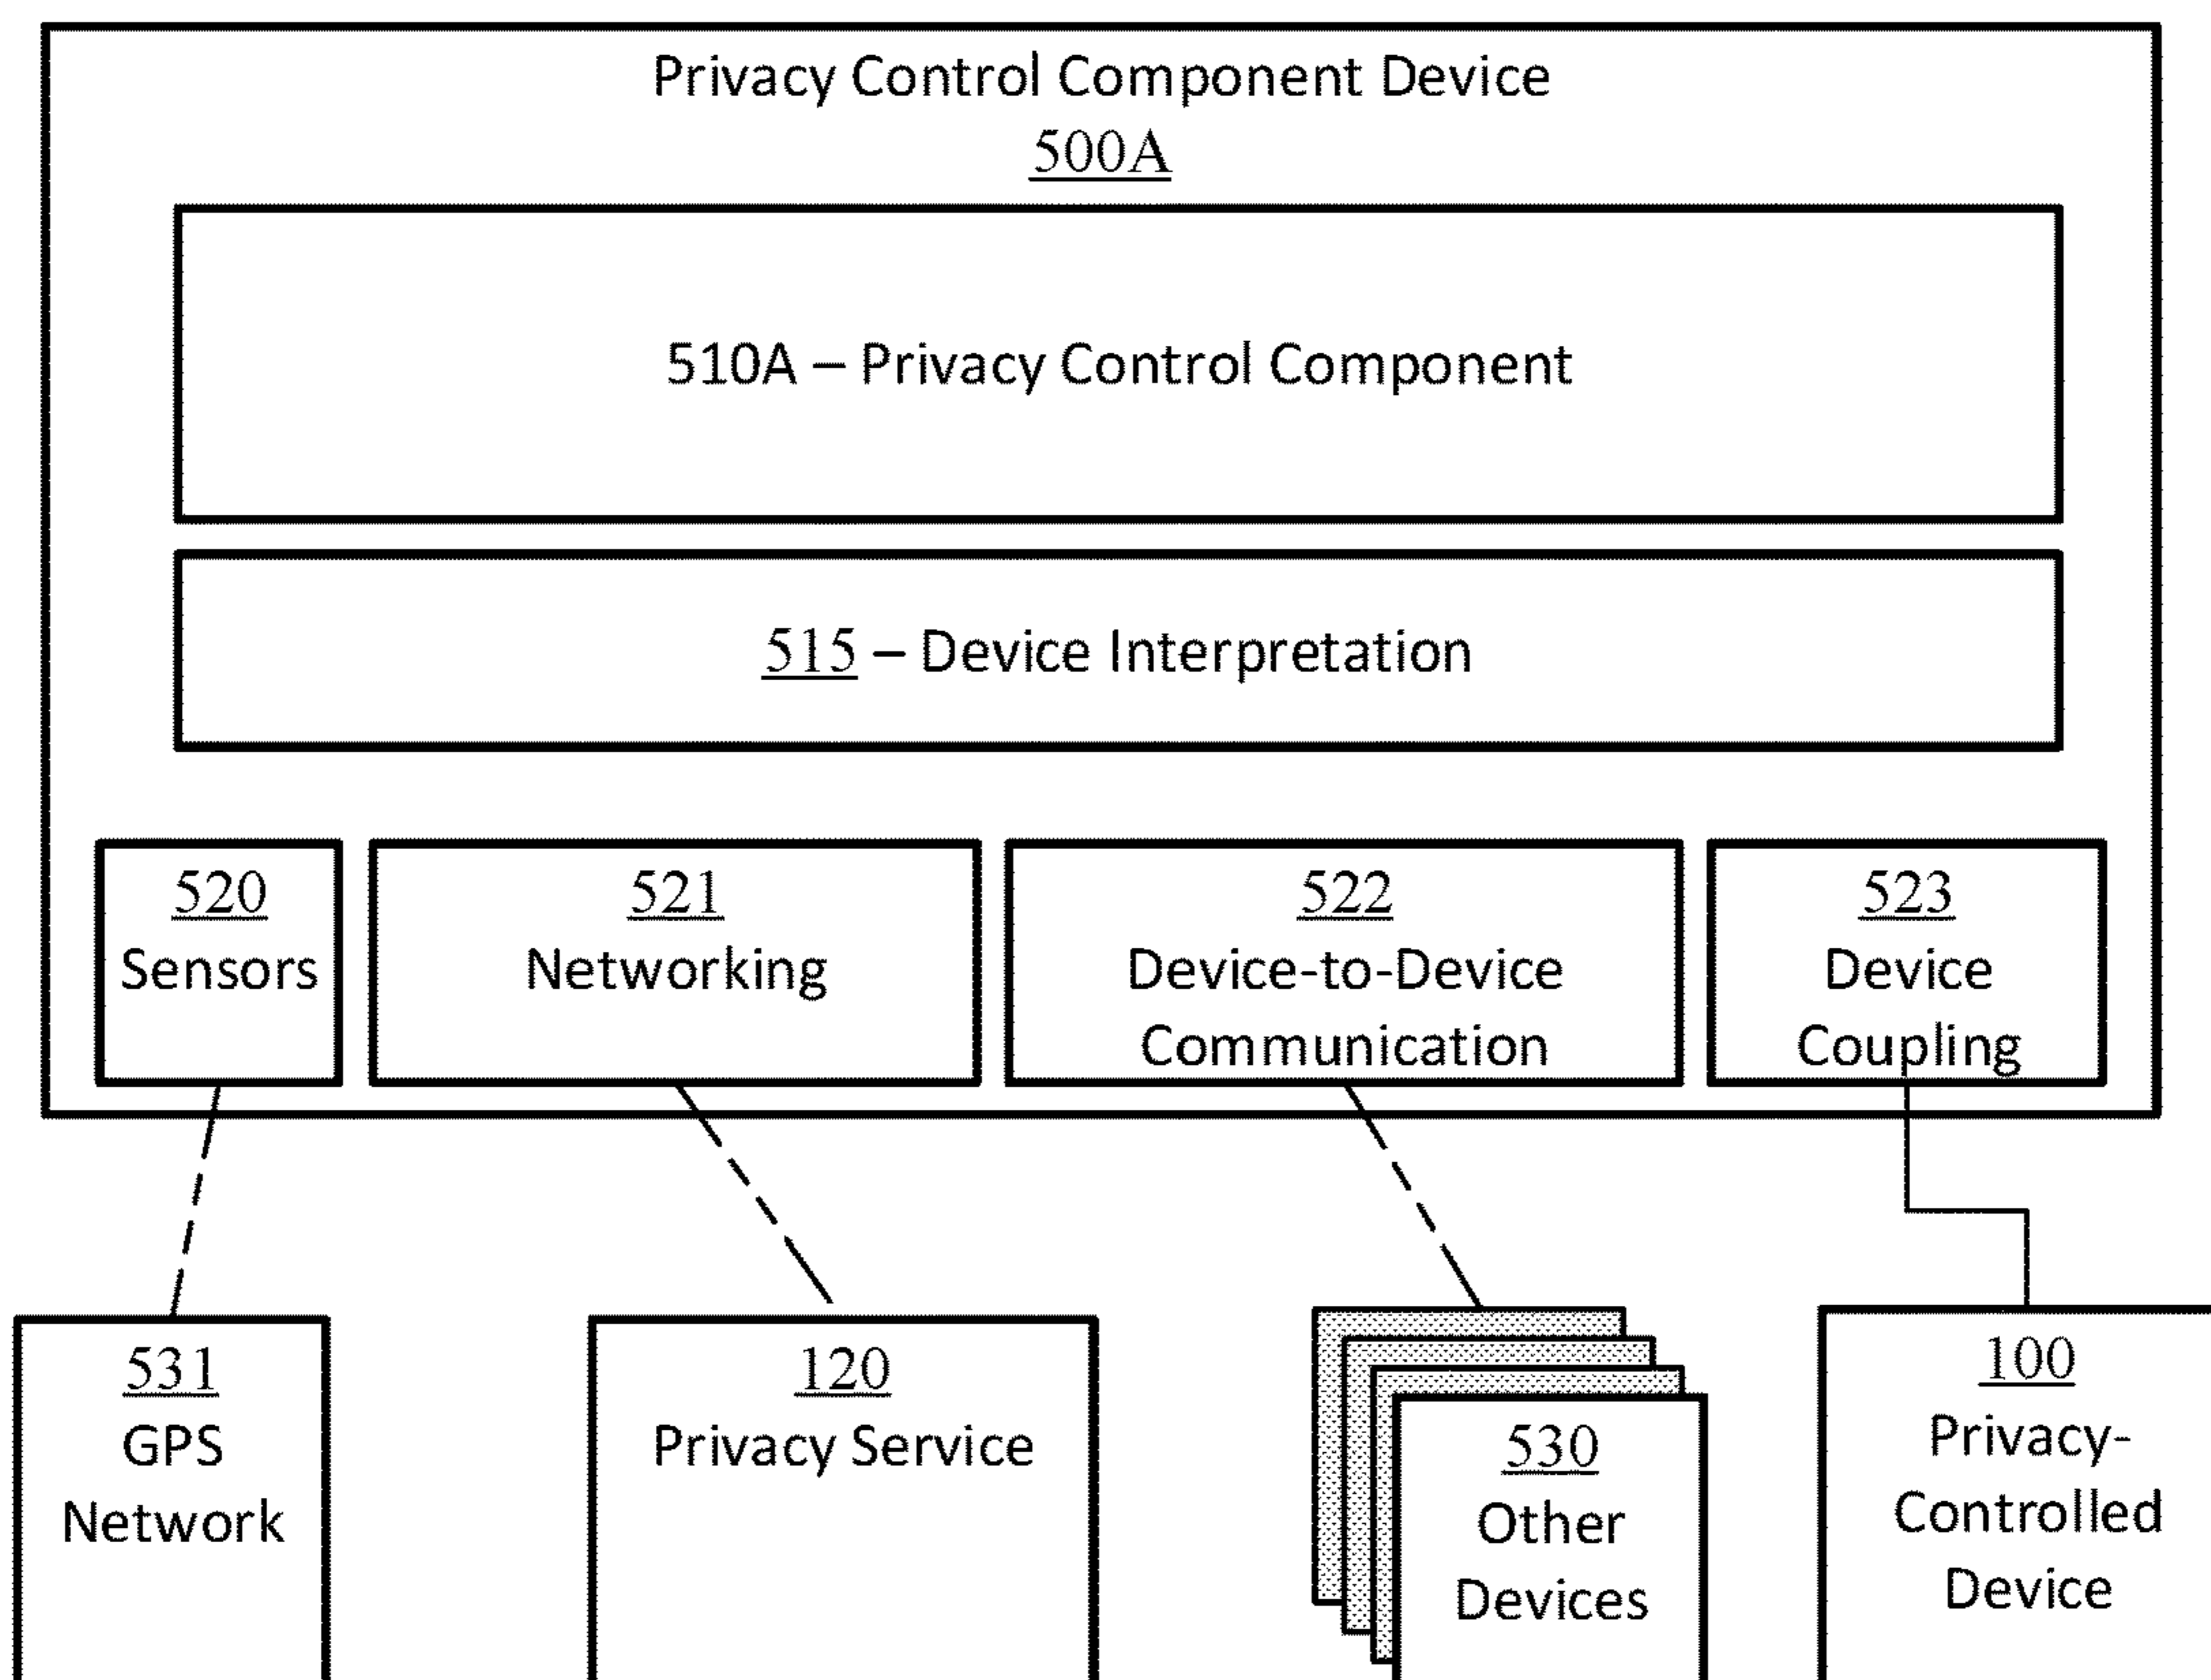 Privacy Control Component Device
500A
510A – Privacy Control Component
515 – Device Interpretation
520
Sensors
521
Networking
522
Device-to-Device
Communication
523
Device
Coupling
531
GPS
Network
120
Privacy Service
530
Other
Devices
100
Privacy-
Controlled
Device